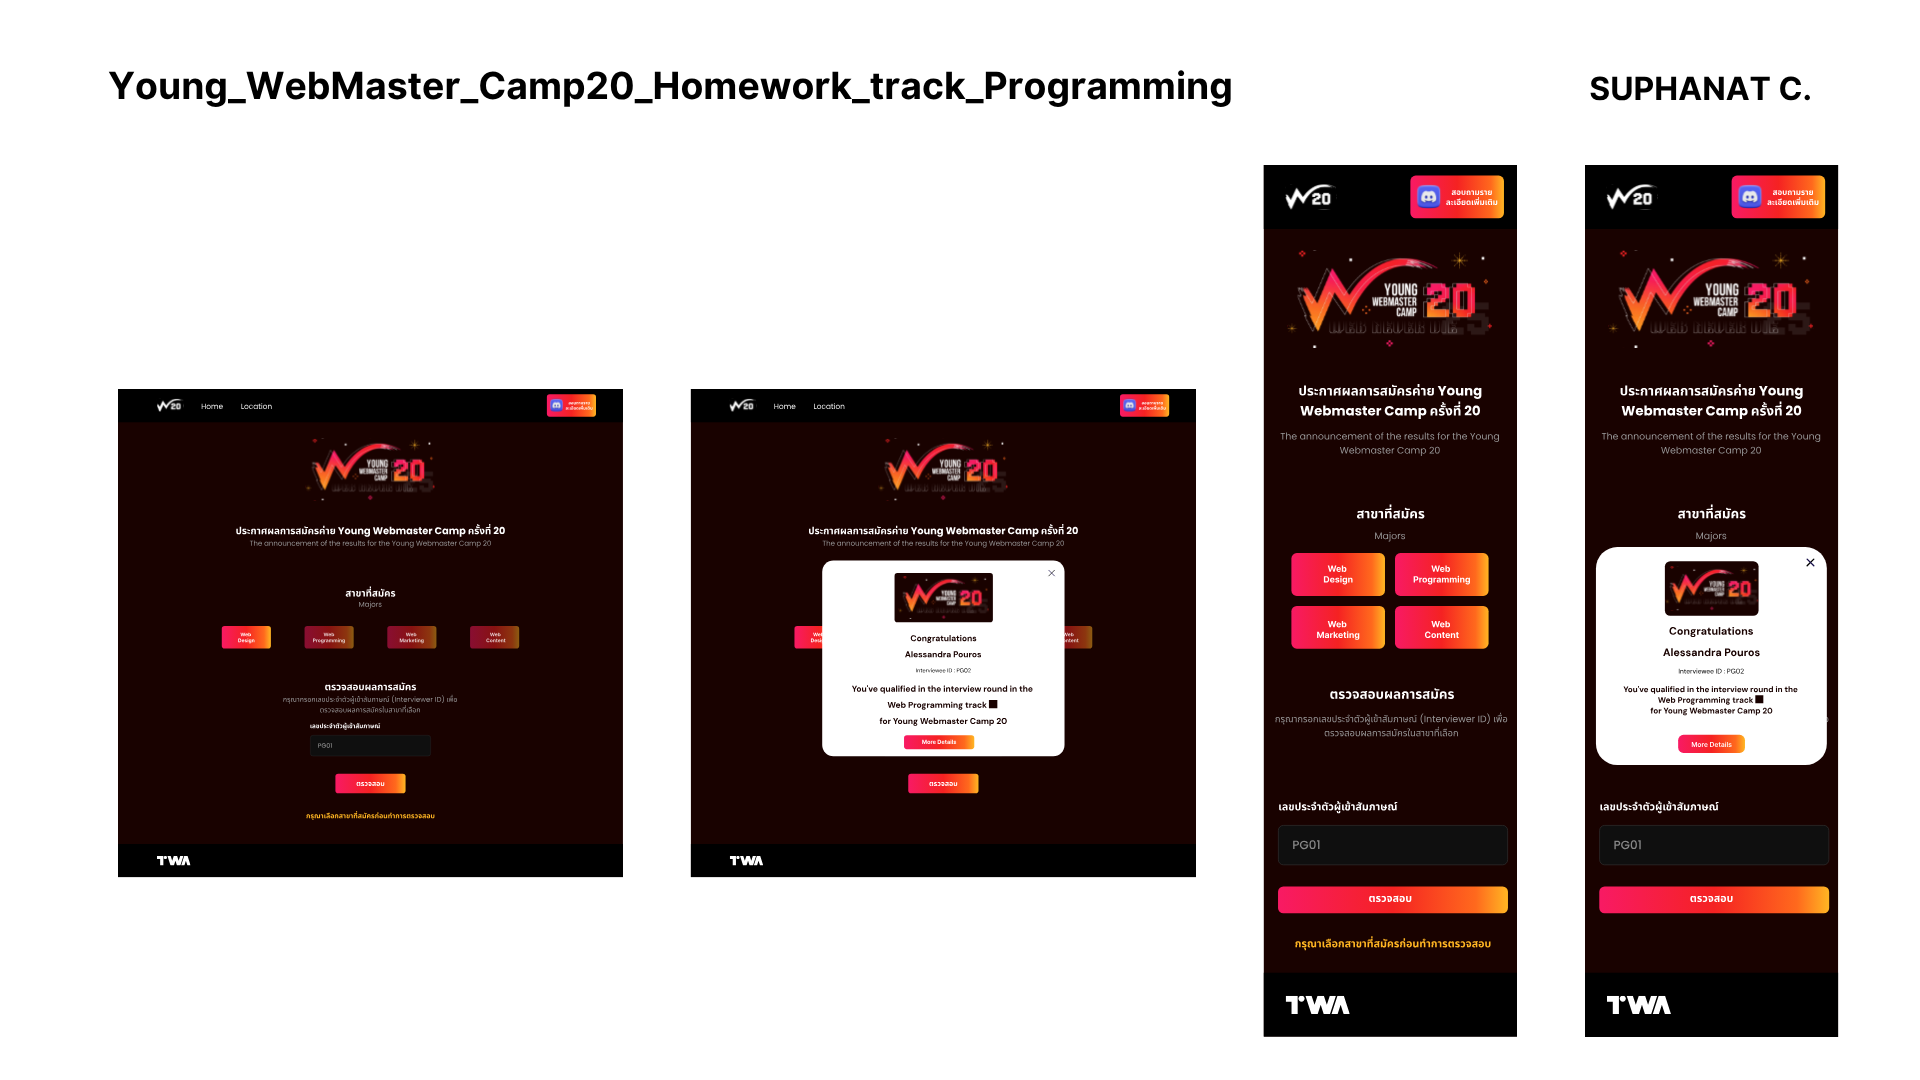 Young_WebMaster_Camp20_Homework_track_Programming
SUPHANAT C.
20
Home
Location
สอบถามราย
ละเอียดเพิ่มเติม
YOUNG
WEBMASTER
CAMP
20
ประกาศผลการสมัครค่าย Young Webmaster Camp ครั้งที่ 20
The announcement of the results for the Young Webmaster Camp 20
สาขาที่สมัคร
Majors
Web
Design
Web
Programming
Web
Marketing
Web
Content
ตรวจสอบผลการสมัคร
กรุณากรอกเลขประจำตัวผู้เข้าสัมภาษณ์ (Interviewer ID) เพื่อ
ตรวจสอบผลการสมัครในสาขาที่เลือก
เลขประจำตัวผู้เข้าสัมภาษณ์
PG01
ตรวจสอบ
กรุณาเลือกสาขาที่สมัครก่อนทำการตรวจสอบ
TWA
20
Home
Location
สอบถามราย
ละเอียดเพิ่มเติม
YOUNG
WEBMASTER
CAMP
20
ประกาศผลการสมัครค่าย Young Webmaster Camp ครั้งที่ 20
The announcement of the results for the Young Webmaster Camp 20
YOUNG
WEBMASTER
CAMP
20
Congratulations
Alessandra Pouros
Interviewee ID : PG02
You've qualified in the interview round in the
Web Programming track
for Young Webmaster Camp 20
More Details
ตรวจสอบ
TWA
20
สอบถามราย
ละเอียดเพิ่มเติม
YOUNG
WEBMASTER
CAMP
20
ประกาศผลการสมัครค่าย Young
Webmaster Camp ครั้งที่ 20
The announcement of the results for the Young
Webmaster Camp 20
สาขาที่สมัคร
Majors
Web
Design
Web
Programming
Web
Marketing
Web
Content
ตรวจสอบผลการสมัคร
กรุณากรอกเลขประจำตัวผู้เข้าสัมภาษณ์ (Interviewer ID) เพื่อ
ตรวจสอบผลการสมัครในสาขาที่เลือก
เลขประจำตัวผู้เข้าสัมภาษณ์
PG01
ตรวจสอบ
กรุณาเลือกสาขาที่สมัครก่อนทำการตรวจสอบ
TWA
20
สอบถามราย
ละเอียดเพิ่มเติม
YOUNG
WEBMASTER
CAMP
20
ประกาศผลการสมัครค่าย Young
Webmaster Camp ครั้งที่ 20
The announcement of the results for the Young
Webmaster Camp 20
สาขาที่สมัคร
Majors
YOUNG
WEBMASTER
CAMP
20
Congratulations
Alessandra Pouros
Interviewee ID : PG02
You've qualified in the interview round in the
Web Programming track
for Young Webmaster Camp 20
More Details
เลขประจำตัวผู้เข้าสัมภาษณ์
PG01
ตรวจสอบ
TWA